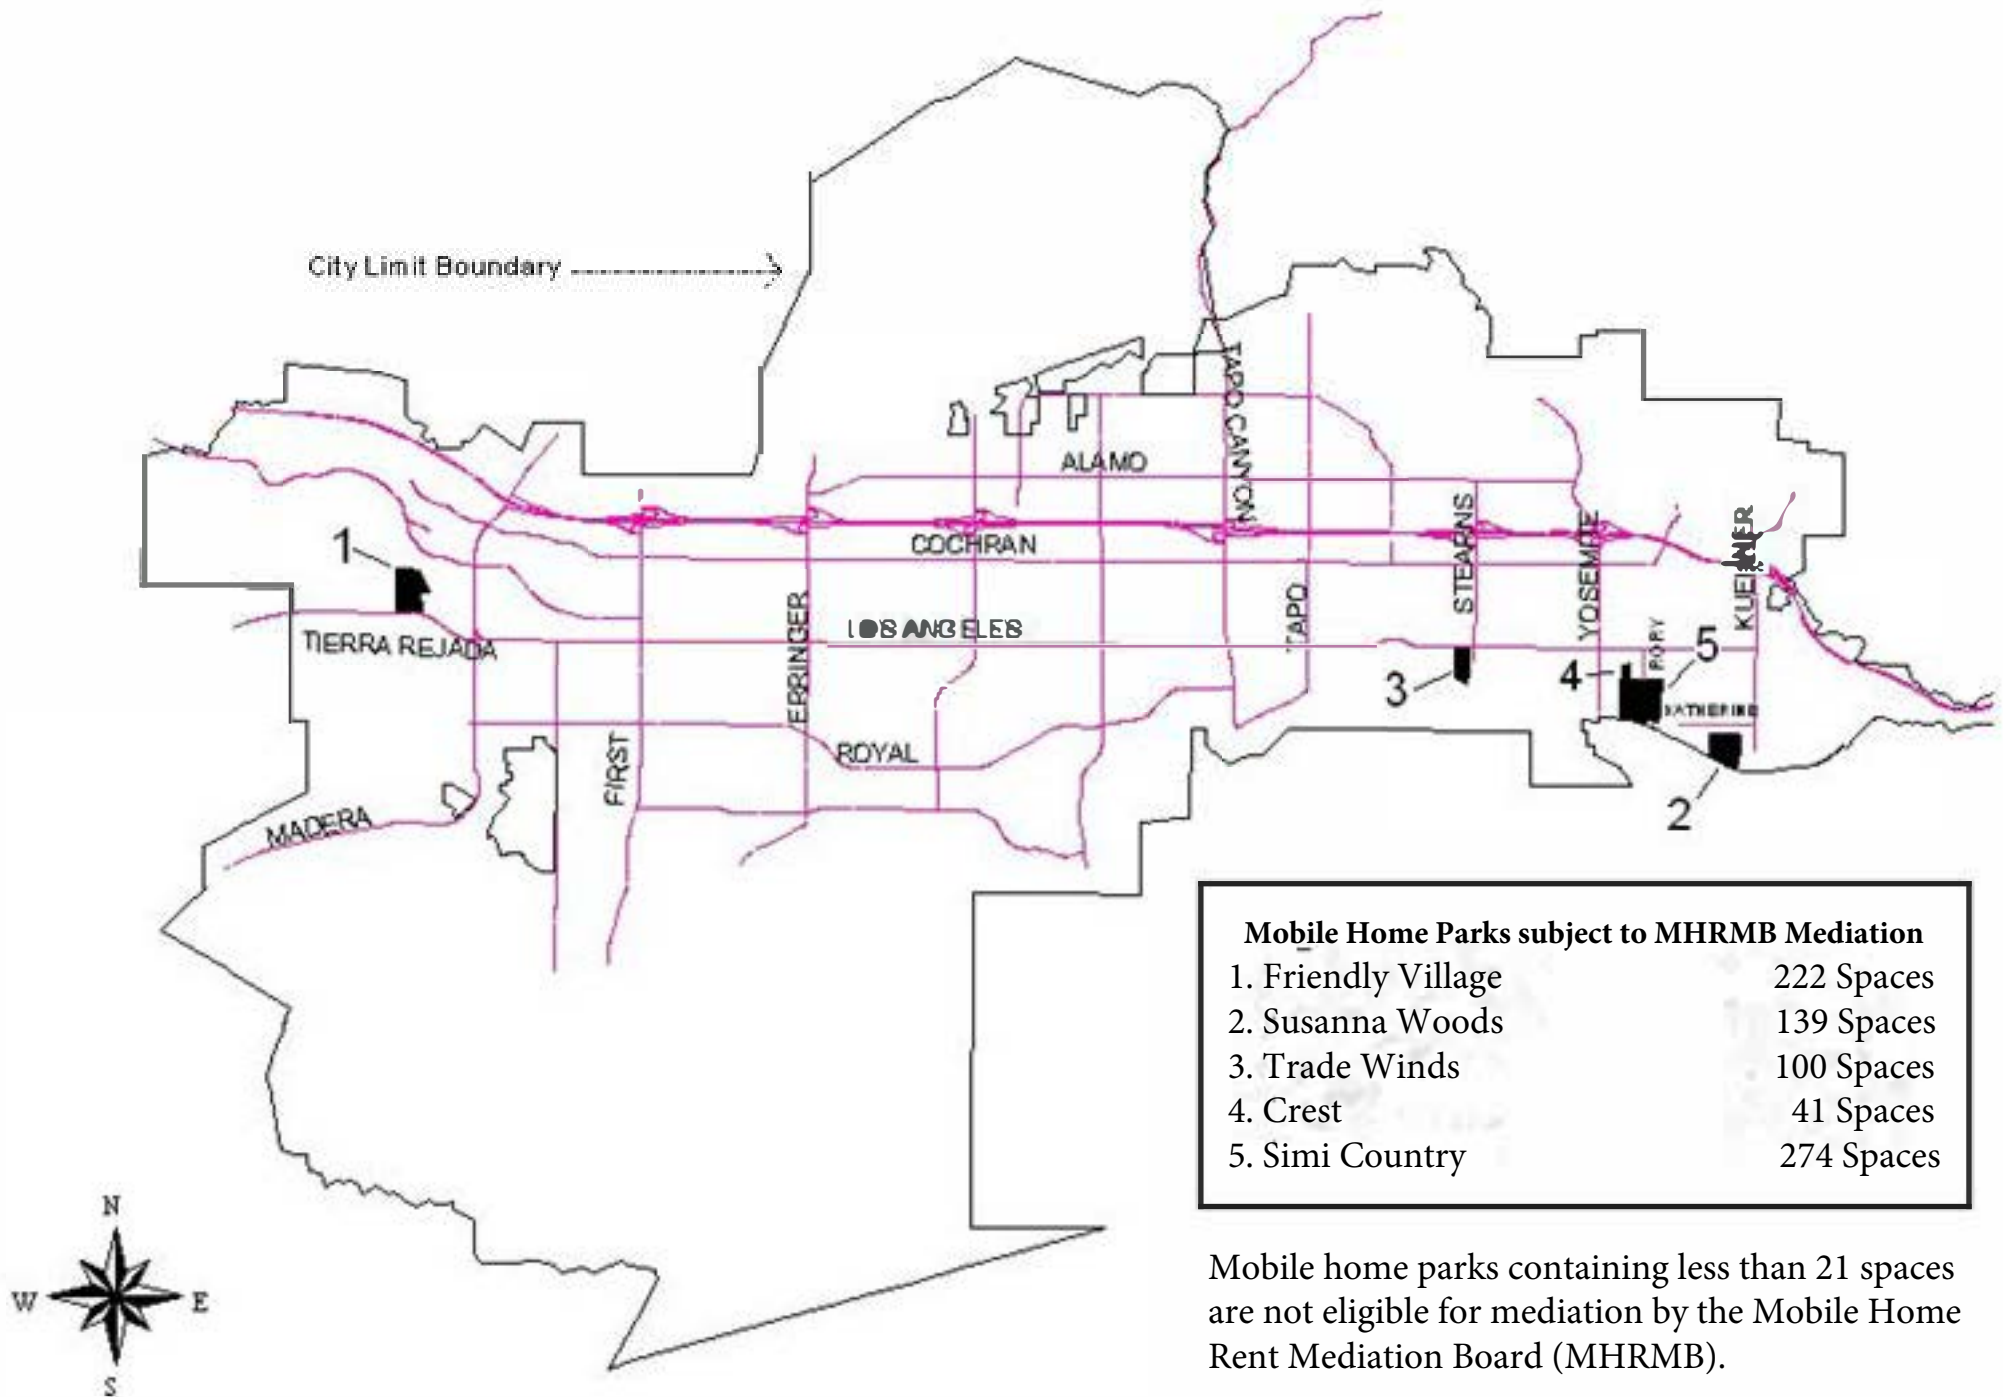 City Limit Boundary
TAPO CANYON
ALAMO
STEARNS
YOSEMITE
COCHRAN
1
ERRINGER
LOS ANGELES
TAPO
RORY
5
TIERRA REJADA
4
3
KATHERINE
ROYAL
FIRST
2
MADERA
Mobile Home Parks subject to MHRMB Mediation
1. Friendly Village 222 Spaces
2. Susanna Woods 139 Spaces
3. Trade Winds 100 Spaces
4. Crest 41 Spaces
5. Simi Country 274 Spaces
N
W E
S
Mobile home parks containing less than 21 spaces
are not eligible for mediation by the Mobile Home
Rent Mediation Board (MHRMB).